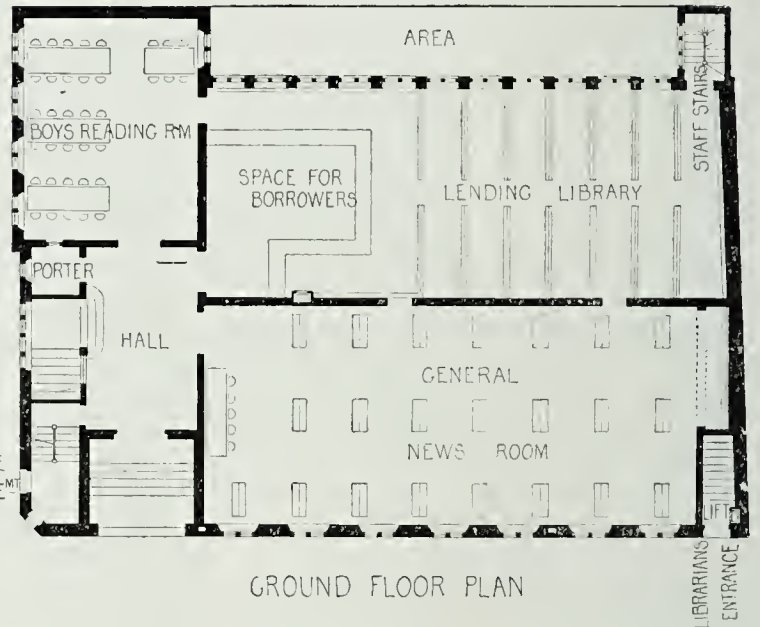 AREA
STAFF STAIRS
BOYS READING RM
SPACE FOR
BORROWERS
LENDING LIBRARY
PORTER
HALL
GENERAL
NEWS ROOM
LIFT
LIBRARIANS
ENTRANCE
GROUND FLOOR PLAN